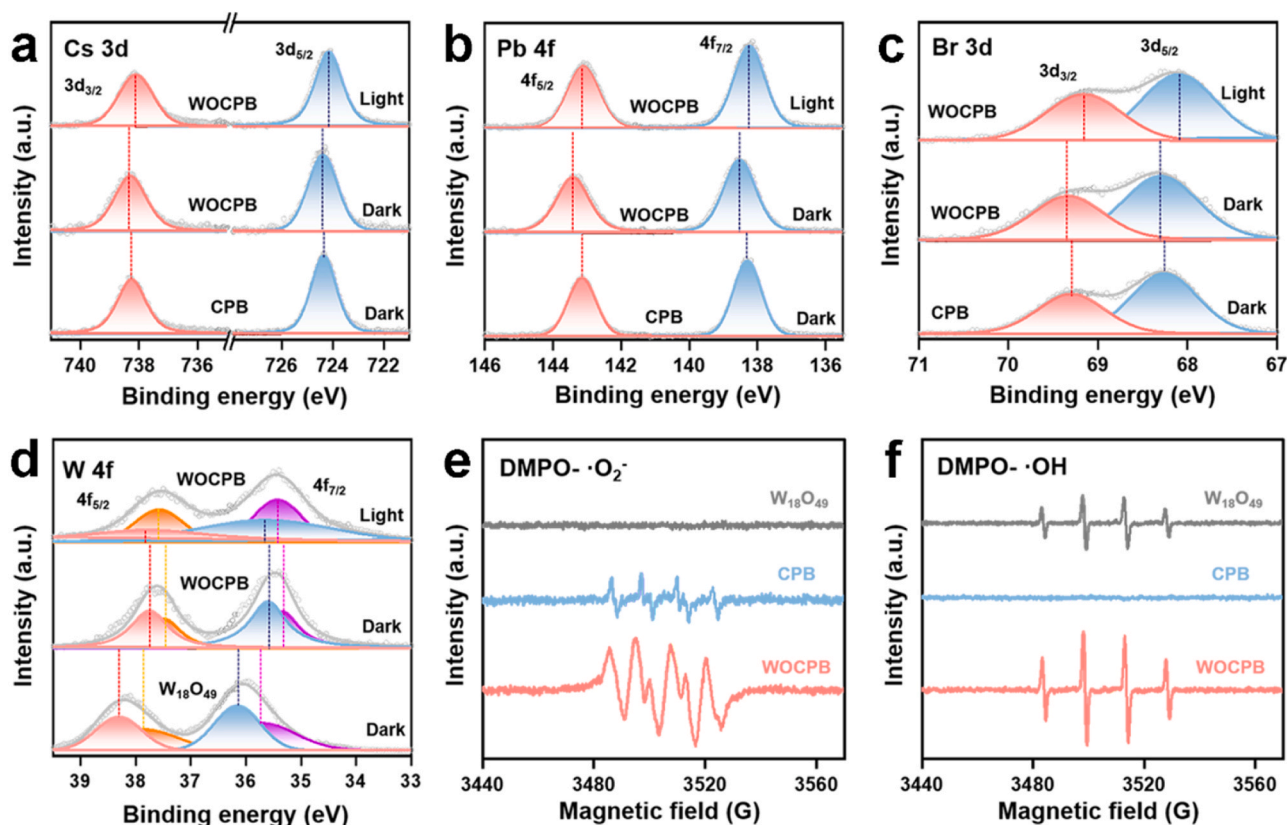 a
Cs 3d
3d3/2
3d5/2
WOCPB
Light
WOCPB
Dark
CPB
Dark
Intensity (a.u.)
740 738 736 726 724 722
Binding energy (eV)
b
Pb 4f
4f5/2
4f7/2
WOCPB
Light
WOCPB
Dark
CPB
Dark
Intensity (a.u.)
146 144 142 140 138 136
Binding energy (eV)
c
Br 3d
3d3/2
3d5/2
WOCPB
Light
WOCPB
Dark
CPB
Dark
Intensity (a.u.)
71 70 69 68 67
Binding energy (eV)
d
W 4f
4f5/2
WOCPB
4f7/2
Light
WOCPB
Dark
W18O49
Dark
Intensity (a.u.)
39 38 37 36 35 34 33
Binding energy (eV)
e
DMPO- ·O2-
W18O49
CPB
WOCPB
Intensity (a.u.)
3440 3480 3520 3560
Magnetic field (G)
f
DMPO- ·OH
W18O49
CPB
WOCPB
Intensity (a.u.)
3440 3480 3520 3560
Magnetic field (G)